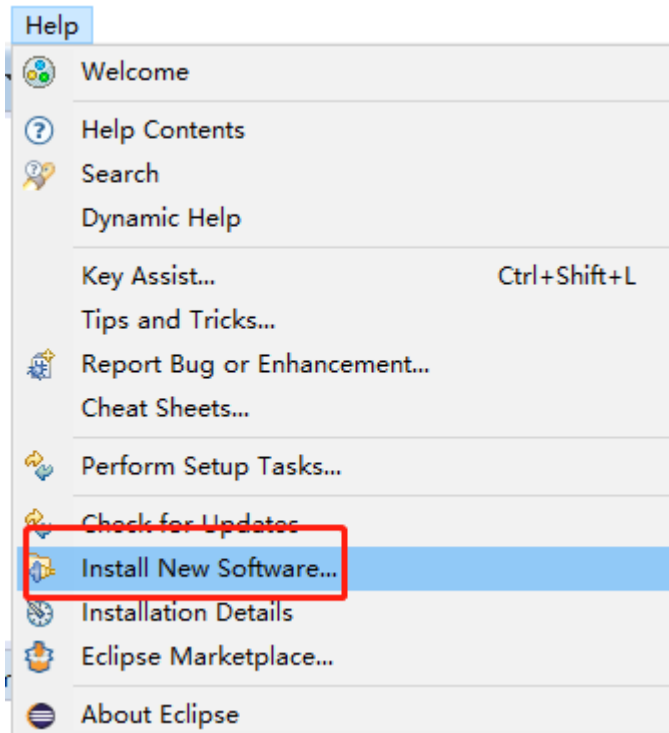 Help
Welcome
Help Contents
Search
Dynamic Help
Key Assist... Ctrl+Shift+L
Tips and Tricks...
Report Bug or Enhancement...
Cheat Sheets...
Perform Setup Tasks...
Check for Updates
Install New Software...
Installation Details
Eclipse Marketplace...
About Eclipse